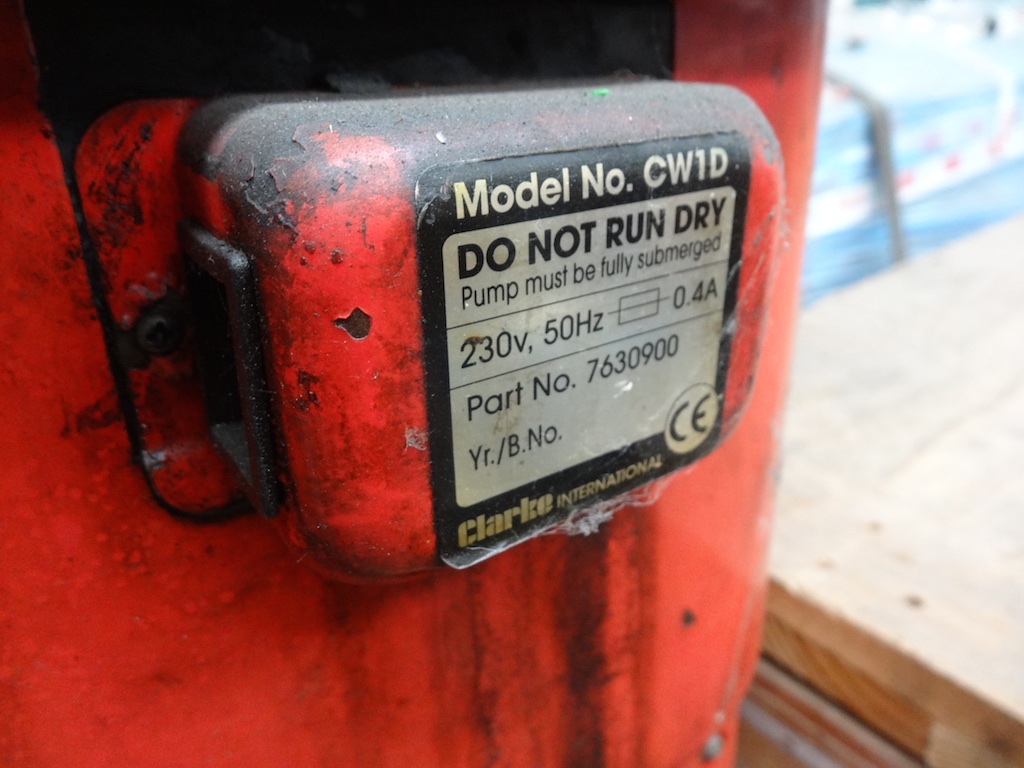 Model No. CW1D
DO NOT RUN DRY
Pump must be fully submerged
230v, 50Hz 0.4A
Part No. 7630900
Yr./B.No.
CE
Clarke INTERNATIONAL